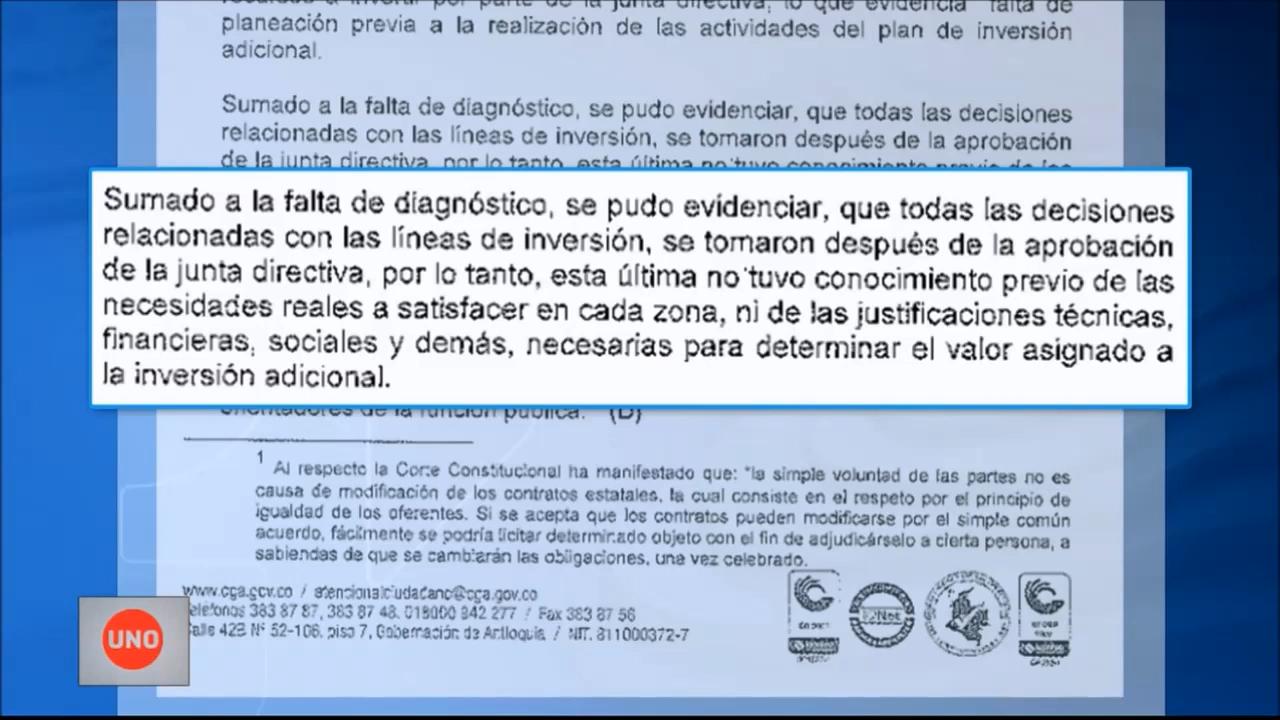 planeación previa a la realización de las actividades del plan de inversión
adicional.
Sumado a la falta de diagnóstico, se pudo evidenciar, que todas las decisiones
relacionadas con las líneas de inversión, se tomaron después de la aprobación
de la junta directiva, por lo tanto, esta última no tuvo
Sumado a la falta de diagnóstico, se pudo evidenciar, que todas las decisiones
relacionadas con las líneas de inversión, se tomaron después de la aprobación
de la junta directiva, por lo tanto, esta última no tuvo conocimiento previo de las
necesidades reales a satisfacer en cada zona, ni de las justificaciones técnicas,
financieras, sociales y demás, necesarias para determinar el valor asignado a
la inversión adicional.
orientadores de la función pública. (D)
1 Al respecto la Corte Constitucional ha manifestado que: "la simple voluntad de las partes no es
causa de modificación de los contratos estatales, la cual consiste en el respeto por el principio de
igualdad de los oferentes. Si se acepta que los contratos pueden modificarse por el simple común
acuerdo, fácilmente se podría licitar determinado objeto con el fin de adjudicárselo a cierta persona, a
sabiendas de que se cambiarán las obligaciones, una vez celebrado.
www.cga.gov.co / atencionalciudadano@cga.gov.co
Teléfonos 383 87 87, 383 87 48, 018000 942 277 / Fax 383 87 56
Calle 42B Nº 52-106, piso 7, Gobernación de Antioquia / NIT. 811000372-7
UNO